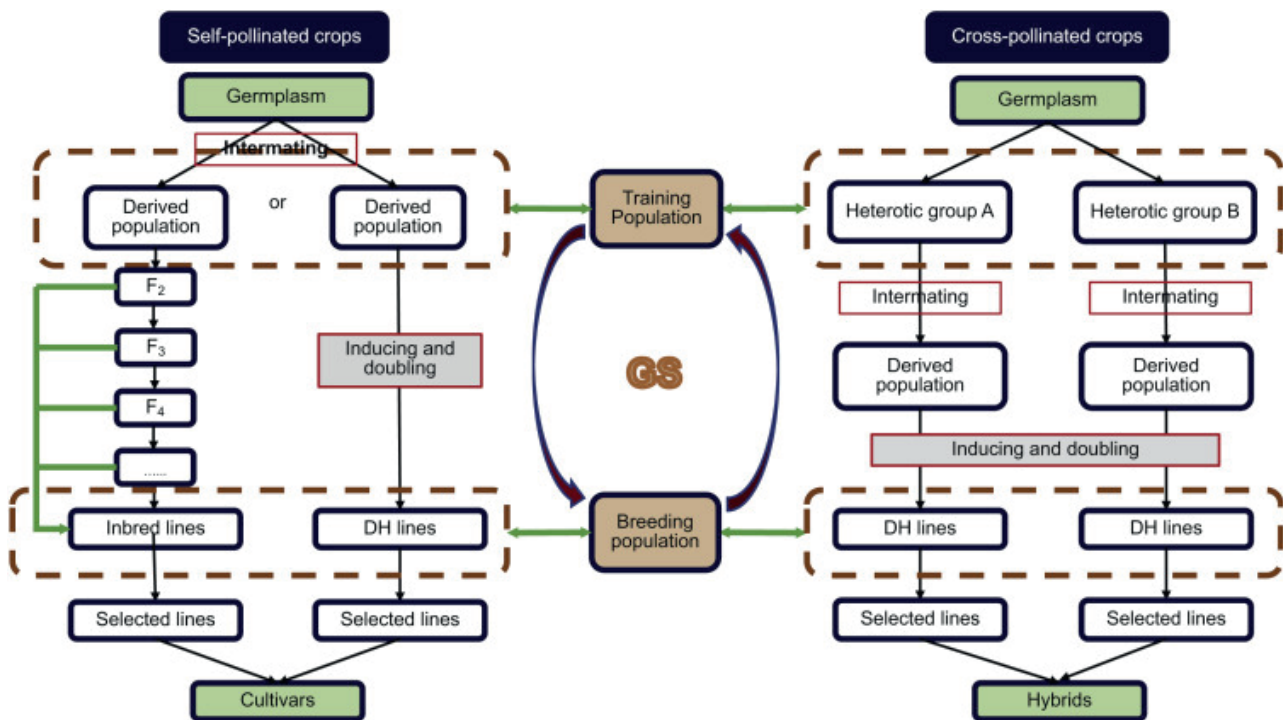 Self-pollinated crops
Cross-pollinated crops
Germplasm
Germplasm
Intermating
Derived
population
or
Derived
population
Training
Population
Heterotic group A
Heterotic group B
F₂
Intermating
Intermating
F₃
Inducing and
doubling
GS
Derived
population
Derived
population
F₄
Inducing and doubling
......
Inbred lines
DH lines
Breeding
population
DH lines
DH lines
Selected lines
Selected lines
Selected lines
Selected lines
Cultivars
Hybrids